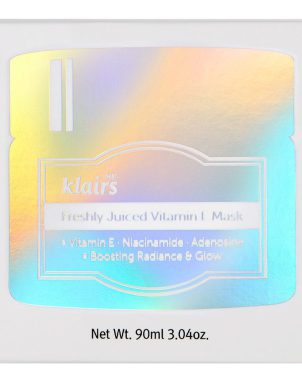 klairs
Freshly Juiced Vitamin E Mask
• Vitamin E · Niacinamide · Adenosine
• Boosting Radiance & Glow
Net Wt. 90ml 3.04oz.